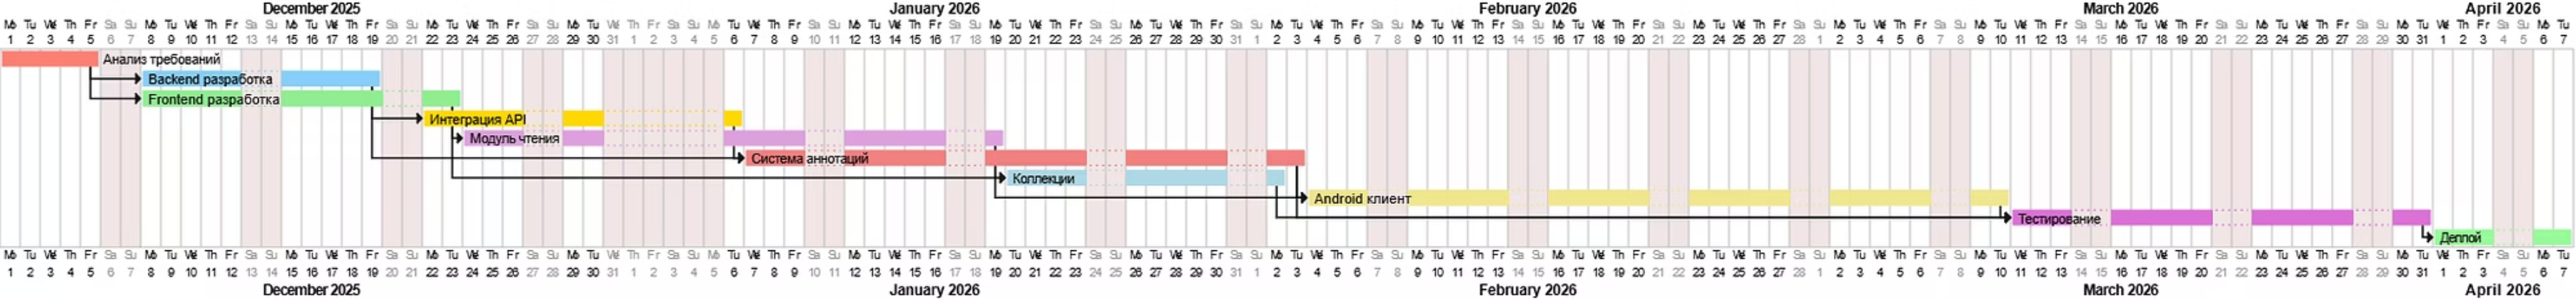 December 2025 January 2026 February 2026 March 2026 April 2026
Mo Tu We Th Fr Sa Su Mo Tu We Th Fr Sa Su Mo Tu We Th Fr Sa Su Mo Tu We Th Fr Sa Su Mo Tu We Th Fr Sa Su Mo Tu We Th Fr Sa Su Mo Tu We Th Fr Sa Su Mo Tu We Th Fr Sa Su Mo Tu We Th Fr Sa Su Mo Tu We Th Fr Sa Su Mo Tu We Th Fr Sa Su Mo Tu We Th Fr Sa Su Mo Tu We Th Fr Sa Su Mo Tu We Th Fr Sa Su Mo Tu We Th Fr Sa Su Mo Tu We Th Fr Sa Su Mo Tu We Th Fr Sa Su Mo Tu We Th Fr Sa Su Mo Tu
1 2 3 4 5 6 7 8 9 10 11 12 13 14 15 16 17 18 19 20 21 22 23 24 25 26 27 28 29 30 31 1 2 3 4 5 6 7 8 9 10 11 12 13 14 15 16 17 18 19 20 21 22 23 24 25 26 27 28 29 30 31 1 2 3 4 5 6 7 8 9 10 11 12 13 14 15 16 17 18 19 20 21 22 23 24 25 26 27 28 1 2 3 4 5 6 7 8 9 10 11 12 13 14 15 16 17 18 19 20 21 22 23 24 25 26 27 28 29 30 31 1 2 3 4 5 6 7
Анализ требований
Backend разработка
Frontend разработка
Интеграция API
Модуль чтения
Система аннотаций
Коллекции
Android клиент
Тестирование
Деплой
Mo Tu We Th Fr Sa Su Mo Tu We Th Fr Sa Su Mo Tu We Th Fr Sa Su Mo Tu We Th Fr Sa Su Mo Tu We Th Fr Sa Su Mo Tu We Th Fr Sa Su Mo Tu We Th Fr Sa Su Mo Tu We Th Fr Sa Su Mo Tu We Th Fr Sa Su Mo Tu We Th Fr Sa Su Mo Tu We Th Fr Sa Su Mo Tu We Th Fr Sa Su Mo Tu We Th Fr Sa Su Mo Tu We Th Fr Sa Su Mo Tu We Th Fr Sa Su Mo Tu We Th Fr Sa Su Mo Tu We Th Fr Sa Su Mo Tu We Th Fr Sa Su Mo Tu
1 2 3 4 5 6 7 8 9 10 11 12 13 14 15 16 17 18 19 20 21 22 23 24 25 26 27 28 29 30 31 1 2 3 4 5 6 7 8 9 10 11 12 13 14 15 16 17 18 19 20 21 22 23 24 25 26 27 28 29 30 31 1 2 3 4 5 6 7 8 9 10 11 12 13 14 15 16 17 18 19 20 21 22 23 24 25 26 27 28 1 2 3 4 5 6 7 8 9 10 11 12 13 14 15 16 17 18 19 20 21 22 23 24 25 26 27 28 29 30 31 1 2 3 4 5 6 7
December 2025 January 2026 February 2026 March 2026 April 2026